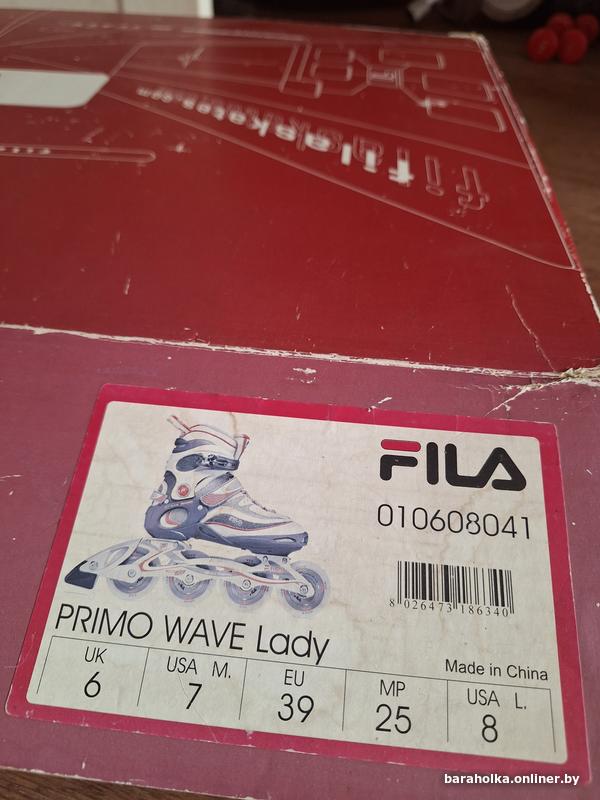 filaskates.com
FILA
010608041
8 026473 186340
PRIMO WAVE Lady
Made in China
UK USA M. EU MP USA L.
6 7 39 25 8
baraholka.onliner.by